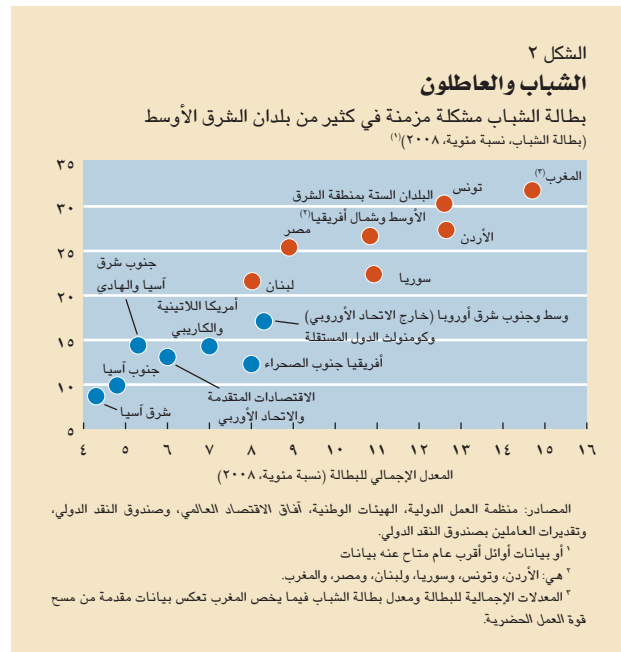 الشكل ٢
الشباب والعاطلون
بطالة الشباب مشكلة مزمنة في كثير من بلدان الشرق الأوسط
(بطالة الشباب، نسبة مئوية، ٢٠٠٨)(١)
٣٥
٣٠
٢٥
٢٠
١٥
١٠
٥
المغرب(٣)
تونس
البلدان الستة بمنطقة الشرق
الأوسط وشمال أفريقيا(٢)
الأردن
مصر
سوريا
لبنان
جنوب شرق
آسيا والهادي
أمريكا اللاتينية
والكاريبي
وسط وجنوب شرق أوروبا (خارج الاتحاد الأوروبي)
وكومنولث الدول المستقلة
أفريقيا جنوب الصحراء
جنوب آسيا
الاقتصادات المتقدمة
والاتحاد الأوربي
شرق آسيا
٤ ٥ ٦ ٧ ٨ ٩ ١٠ ١١ ١٢ ١٣ ١٤ ١٥ ١٦
المعدل الإجمالي للبطالة (نسبة مئوية، ٢٠٠٨)
المصادر: منظمة العمل الدولية، الهيئات الوطنية، آفاق الاقتصاد العالمي، وصندوق النقد الدولي،
وتقديرات العاملين بصندوق النقد الدولي.
١ أو بيانات أوائل أقرب عام متاح عنه بيانات
٢ هي: الأردن، وتونس، وسوريا، ولبنان، ومصر، والمغرب.
٣ المعدلات الإجمالية للبطالة ومعدل بطالة الشباب فيما يخص المغرب تعكس بيانات مقدمة من مسح
قوة العمل الحضرية.